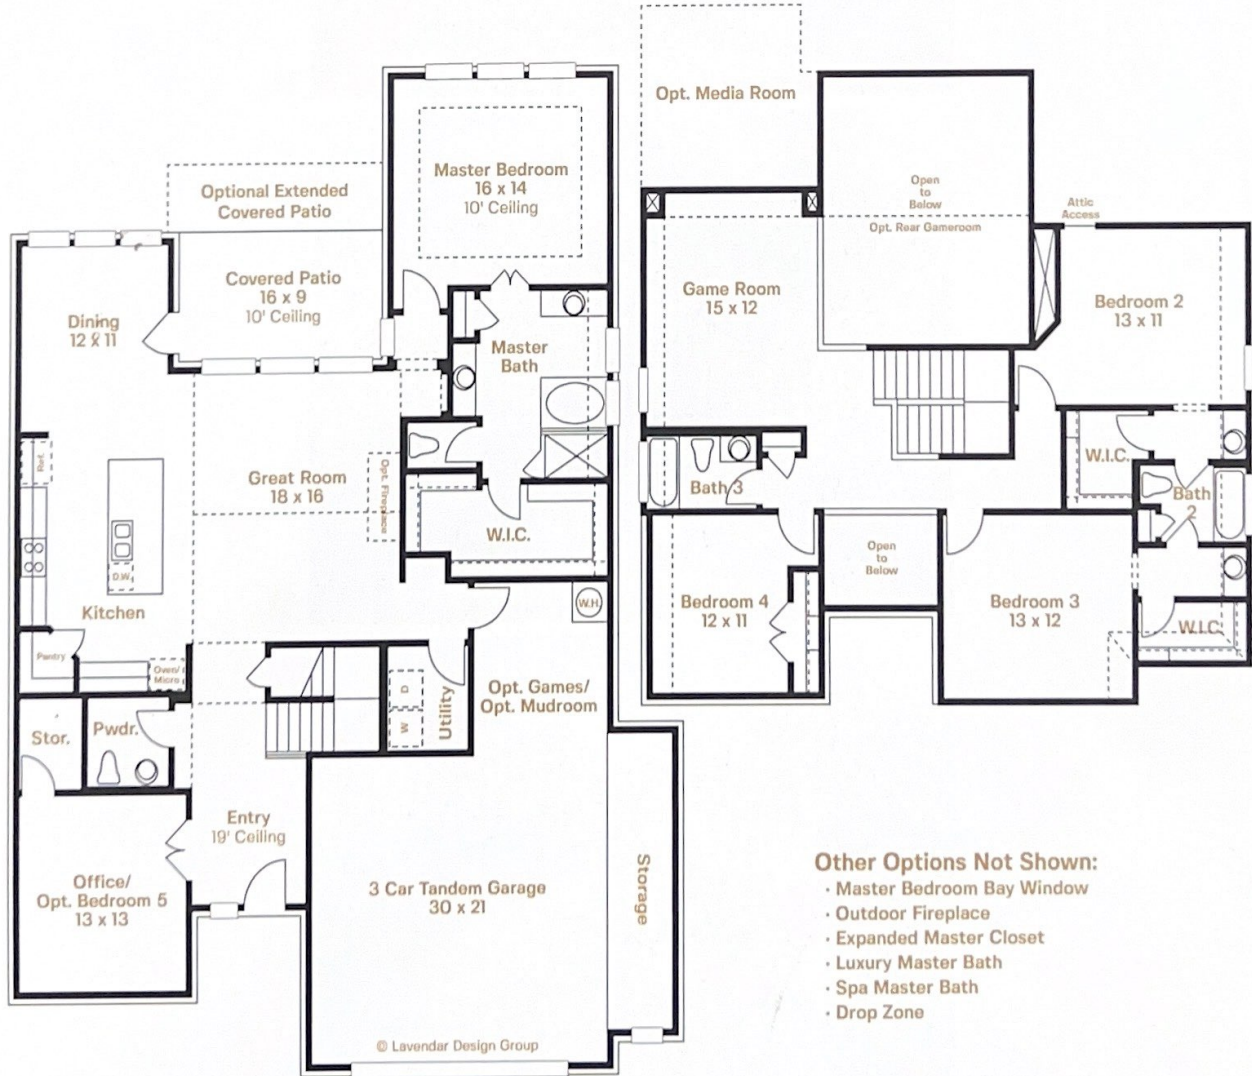 Opt. Media Room
Master Bedroom
16 x 14
10' Ceiling
Optional Extended
Covered Patio
Open
to
Below
Opt. Rear Gameroom
Attic
Access
Covered Patio
16 x 9
10' Ceiling
Dining
12 x 11
Game Room
15 x 12
Bedroom 2
13 x 11
Master
Bath
Ref.
Great Room
18 x 16
Opt. Fireplace
W.I.C.
Bath 3
W.I.C.
Bath
2
D.W.
Kitchen
W.H.
Open
to
Below
Bedroom 4
12 x 11
Bedroom 3
13 x 12
W.I.C.
Pantry
Oven/
Micro
D
W
Utility
Opt. Games/
Opt. Mudroom
Stor.
Pwdr.
Entry
19' Ceiling
Office/
Opt. Bedroom 5
13 x 13
3 Car Tandem Garage
30 x 21
Storage
© Lavendar Design Group
Other Options Not Shown:
· Master Bedroom Bay Window
· Outdoor Fireplace
· Expanded Master Closet
· Luxury Master Bath
· Spa Master Bath
· Drop Zone